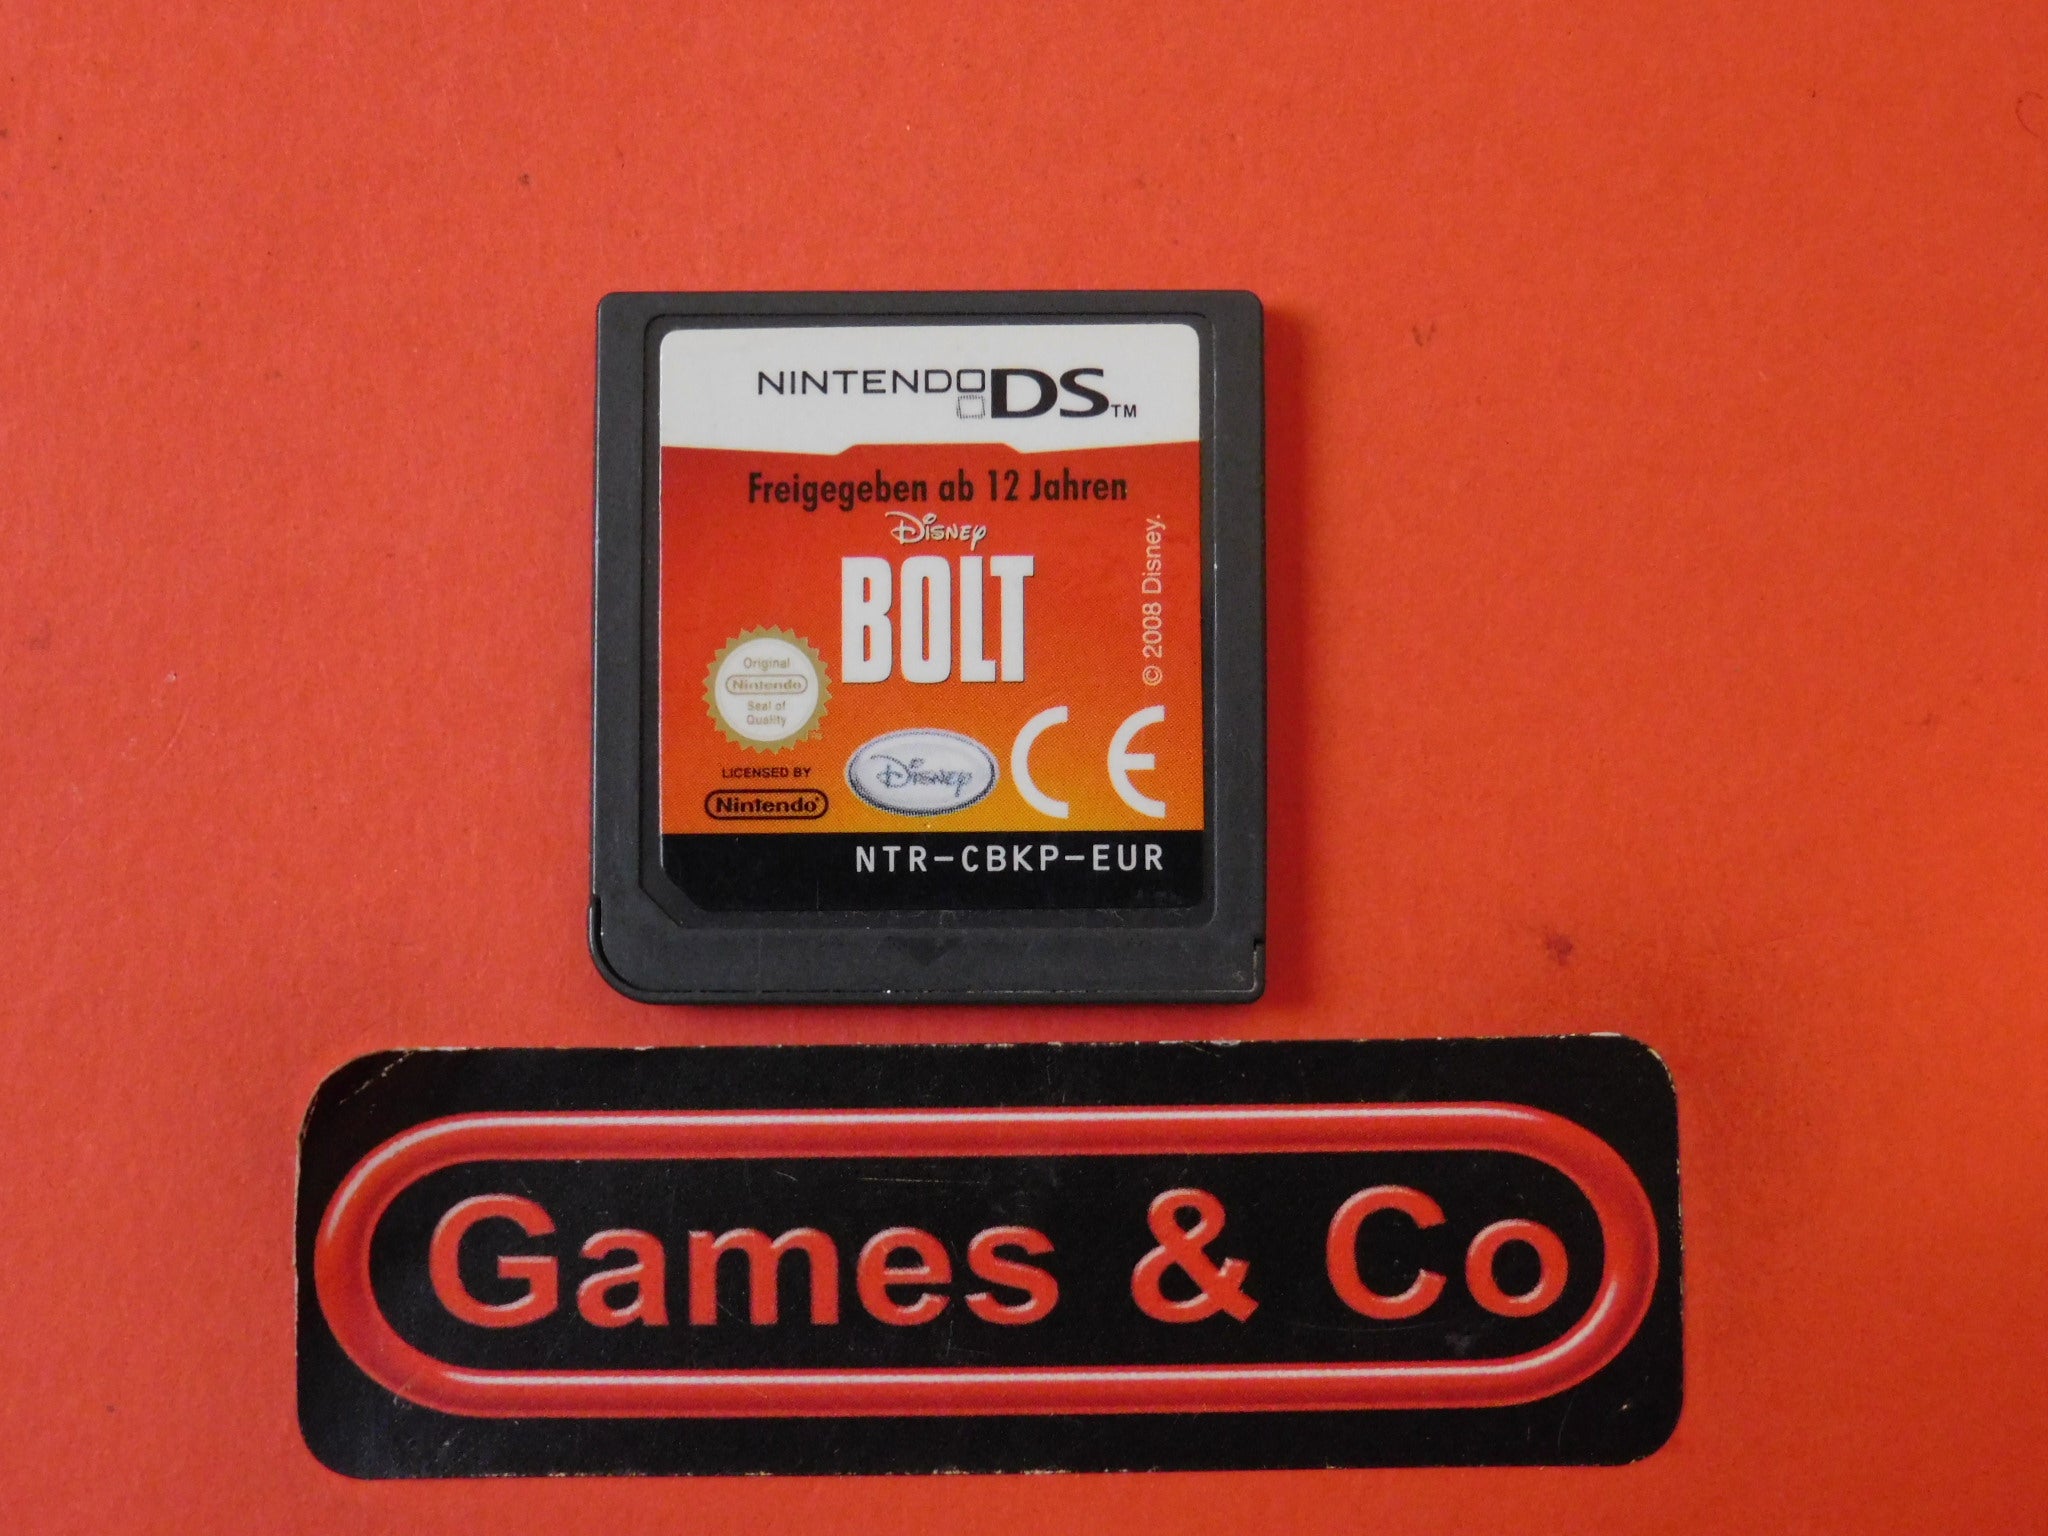 NINTENDO DS™
Freigegeben ab 12 Jahren
Disney
BOLT
© 2008 Disney.
Original
Nintendo
Seal of
Quality
TM
LICENSED BY
Nintendo®
Disney
CE
NTR-CBKP-EUR
Games & Co